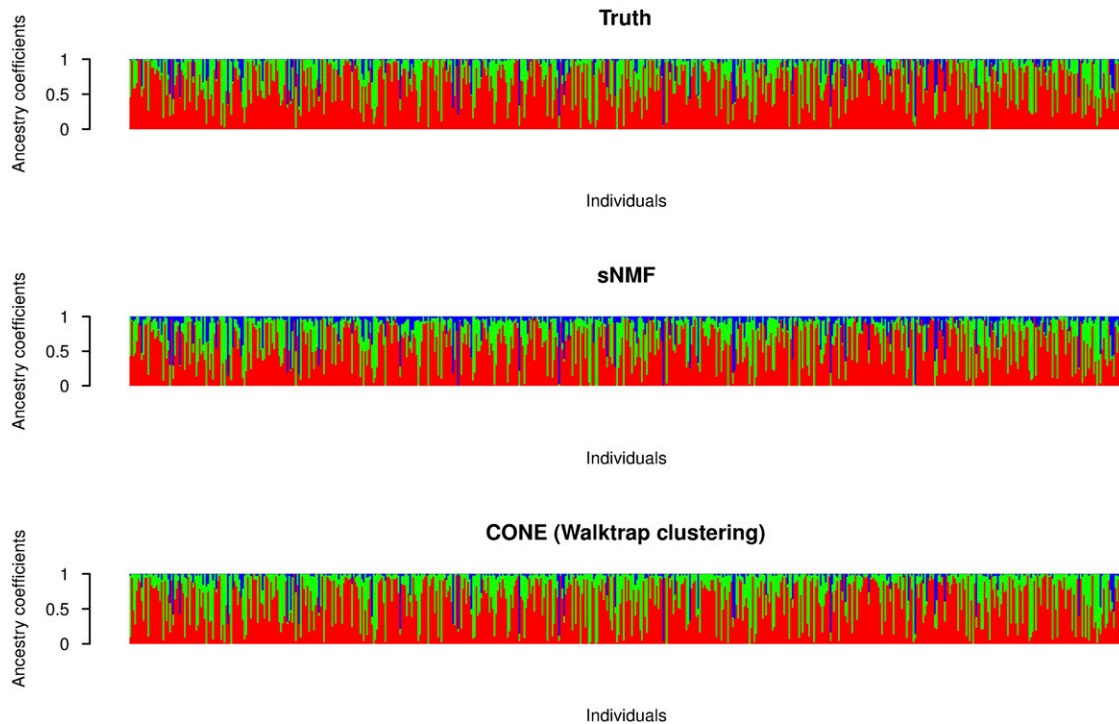 Truth
Ancestry coefficients
1
0.5
0
Individuals
sNMF
Ancestry coefficients
1
0.5
0
Individuals
CONE (Walktrap clustering)
Ancestry coefficients
1
0.5
0
Individuals